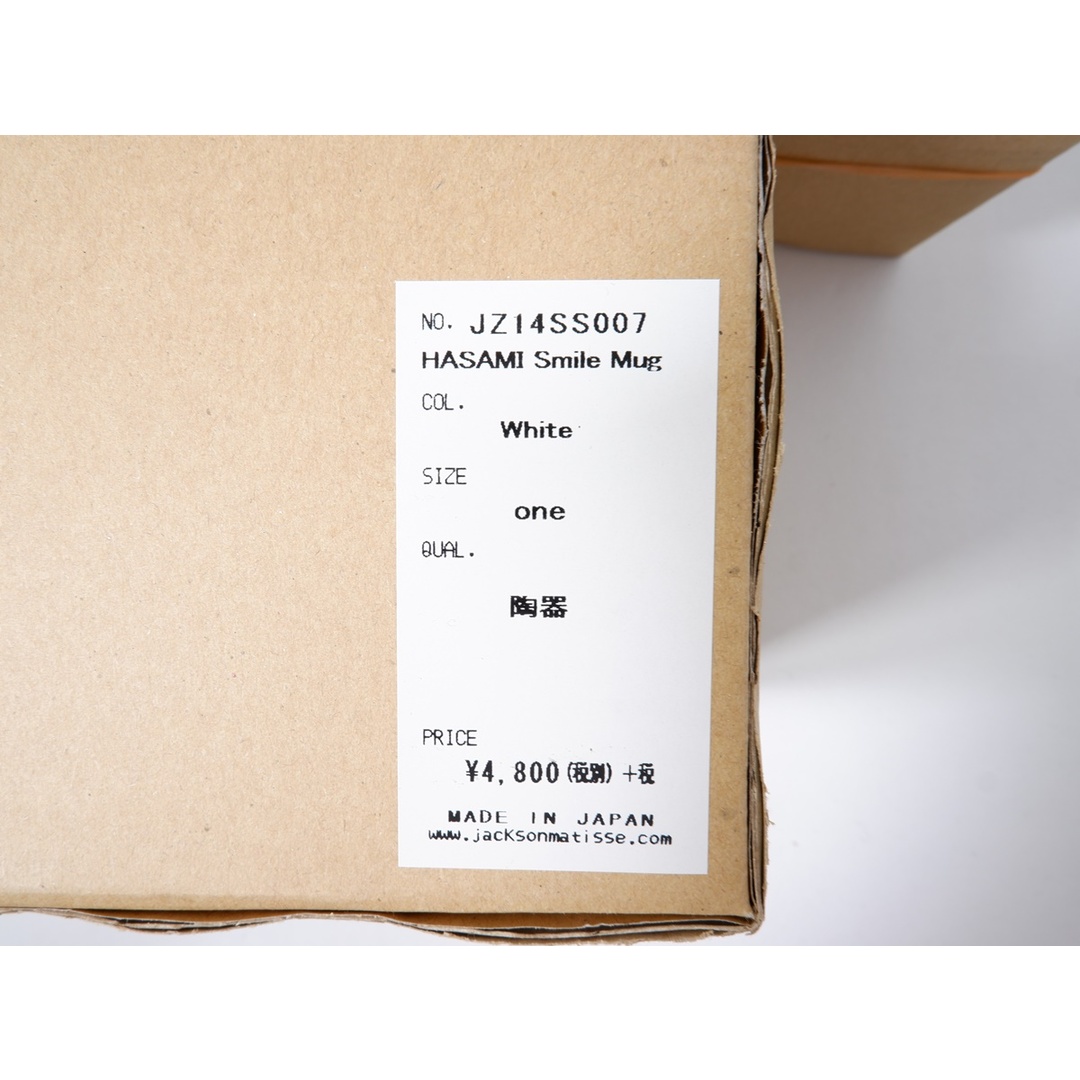 NO. JZ14SS007
HASAMI Smile Mug
COL.
White
SIZE
one
QUAL.
陶器
PRICE
¥4,800(税別)+税
MADE IN JAPAN
www.jacksonmatisse.com